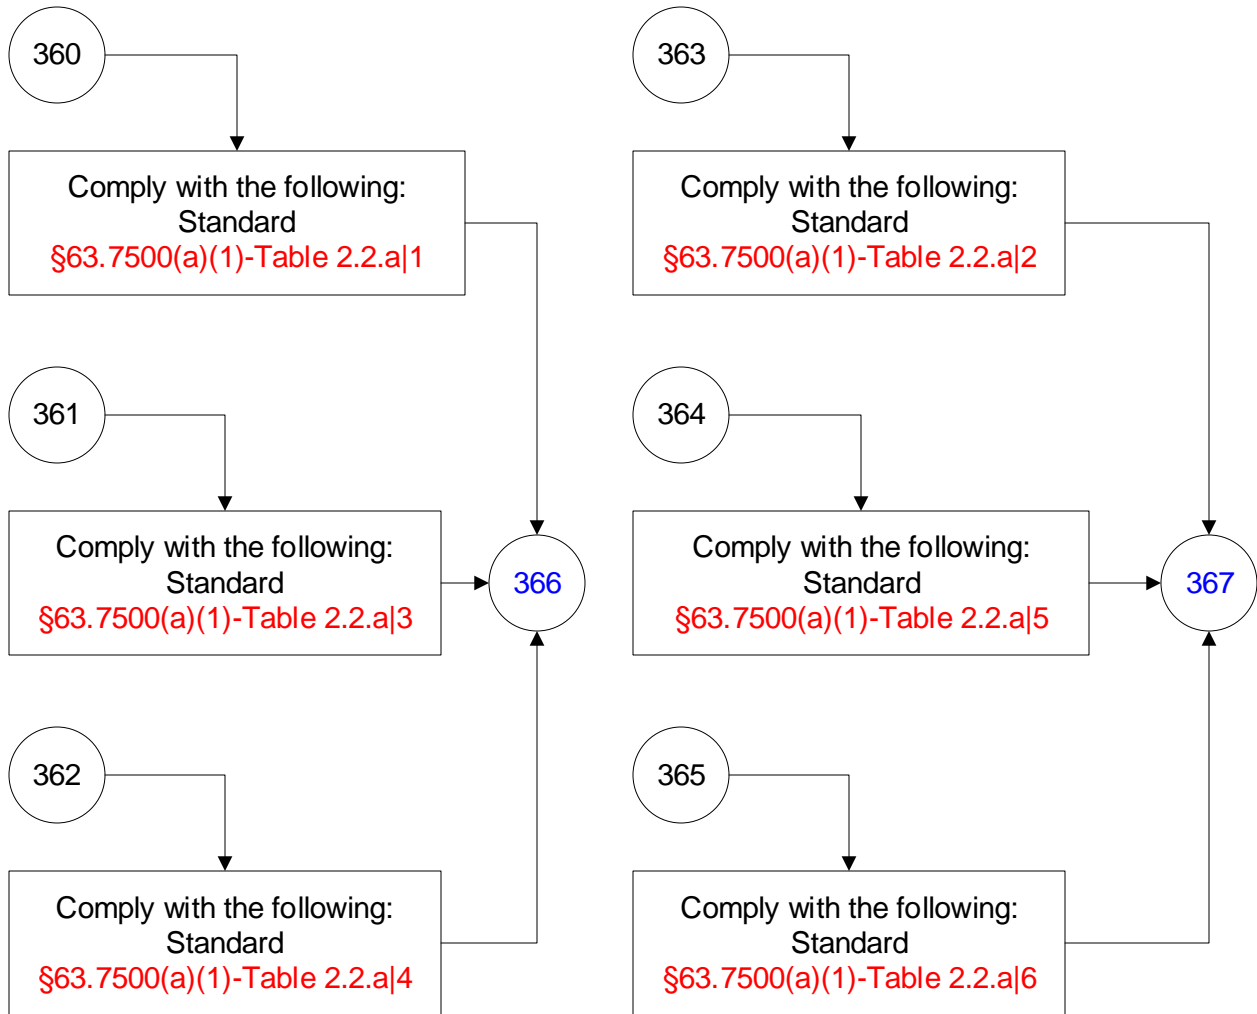 360
Comply with the following:
Standard
§63.7500(a)(1)-Table 2.2.a|1
361
Comply with the following:
Standard
§63.7500(a)(1)-Table 2.2.a|3
362
Comply with the following:
Standard
§63.7500(a)(1)-Table 2.2.a|4
366
363
Comply with the following:
Standard
§63.7500(a)(1)-Table 2.2.a|2
364
Comply with the following:
Standard
§63.7500(a)(1)-Table 2.2.a|5
365
Comply with the following:
Standard
§63.7500(a)(1)-Table 2.2.a|6
367